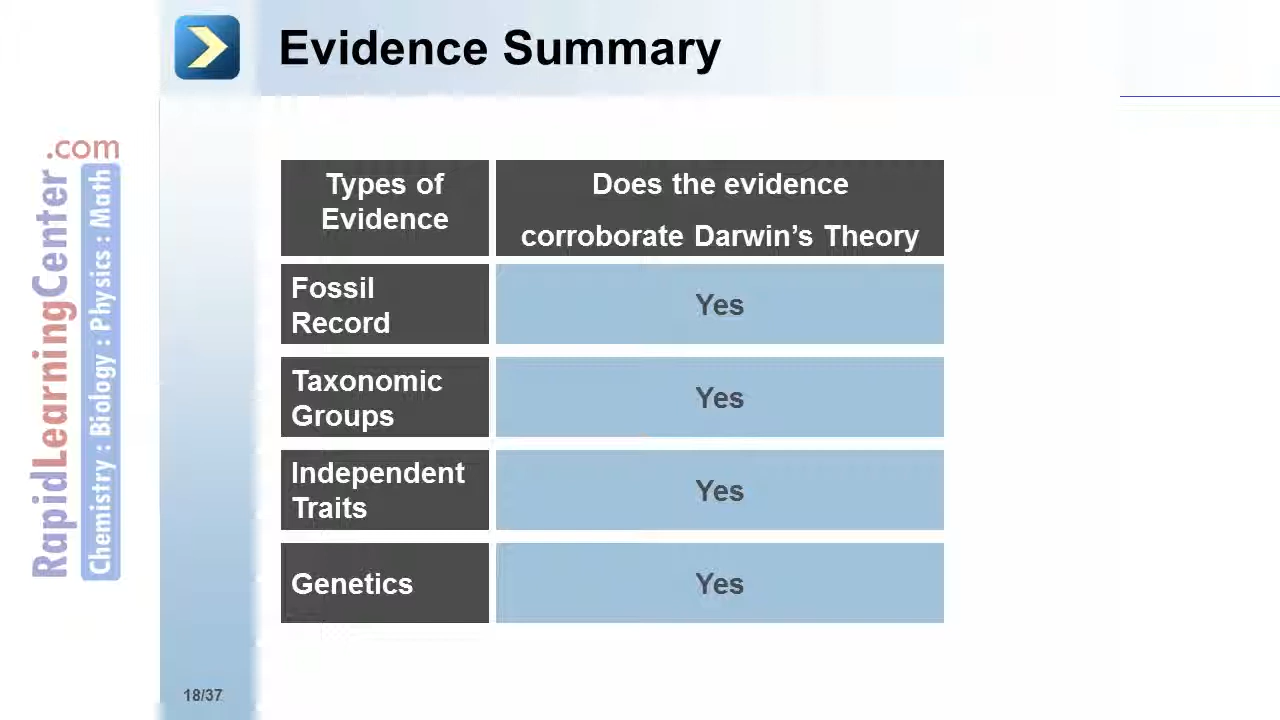 Evidence Summary
.com
RapidLearningCenter
Chemistry : Biology : Physics : Math
Types of
Evidence
Does the evidence
corroborate Darwin’s Theory
Fossil
Record
Yes
Taxonomic
Groups
Yes
Independent
Traits
Yes
Genetics
Yes
18/37